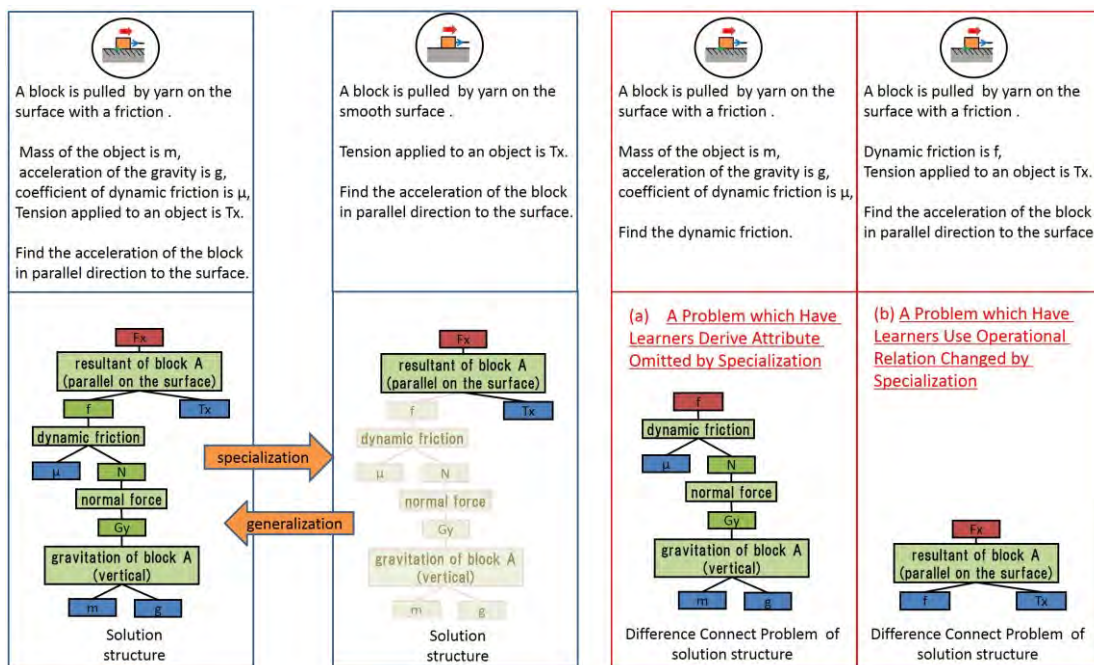 A block is pulled by yarn on the
surface with a friction .
Mass of the object is m,
acceleration of the gravity is g,
coefficient of dynamic friction is μ,
Tension applied to an object is Tx.
Find the acceleration of the block
in parallel direction to the surface.
Fx
resultant of block A
(parallel on the surface)
f
Tx
dynamic friction
μ
N
normal force
Gy
gravitation of block A
(vertical)
m
g
Solution
structure
specialization
generalization
A block is pulled by yarn on the
smooth surface .
Tension applied to an object is Tx.
Find the acceleration of the block
in parallel direction to the surface.
Fx
resultant of block A
(parallel on the surface)
f
Tx
dynamic friction
μ
N
normal force
Gy
gravitation of block A
(vertical)
m
g
Solution
structure
A block is pulled by yarn on the
surface with a friction .
Mass of the object is m,
acceleration of the gravity is g,
coefficient of dynamic friction is μ,
Find the dynamic friction.
(a) A Problem which Have
Learners Derive Attribute
Omitted by Specialization
f
dynamic friction
μ
N
normal force
Gy
gravitation of block A
(vertical)
m
g
Difference Connect Problem of
solution structure
A block is pulled by yarn on the
surface with a friction .
Dynamic friction is f,
Tension applied to an object is Tx.
Find the acceleration of the block
in parallel direction to the surface
(b) A Problem which Have
Learners Use Operational
Relation Changed by
Specialization
Fx
resultant of block A
(parallel on the surface)
f
Tx
Difference Connect Problem of
solution structure